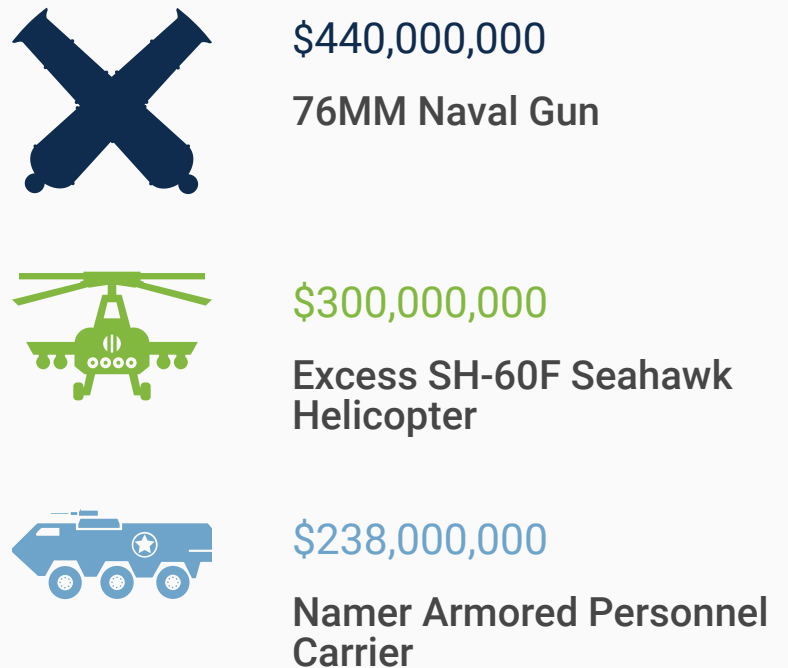 $440,000,000
76MM Naval Gun
$300,000,000
Excess SH-60F Seahawk
Helicopter
$238,000,000
Namer Armored Personnel
Carrier